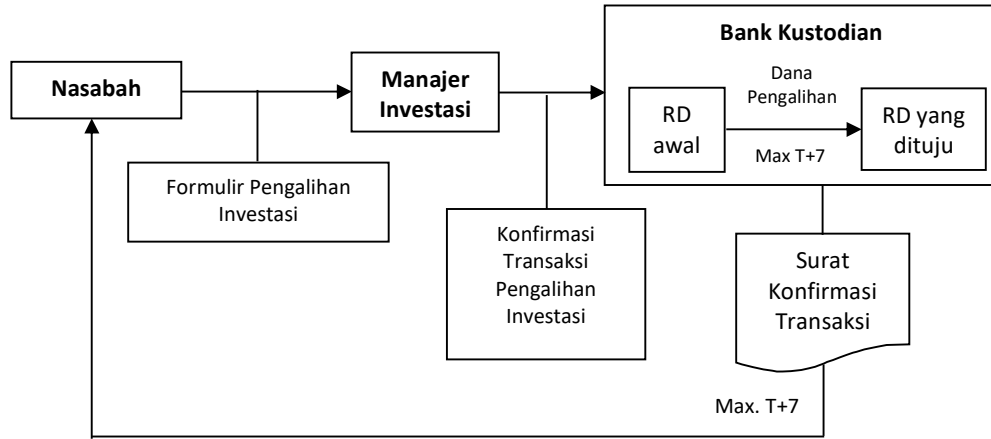 Nasabah
Formulir Pengalihan
Investasi
Manajer
Investasi
Konfirmasi
Transaksi
Pengalihan
Investasi
Bank Kustodian
RD
awal
Dana
Pengalihan
Max T+7
RD yang
dituju
Surat
Konfirmasi
Transaksi
Max. T+7